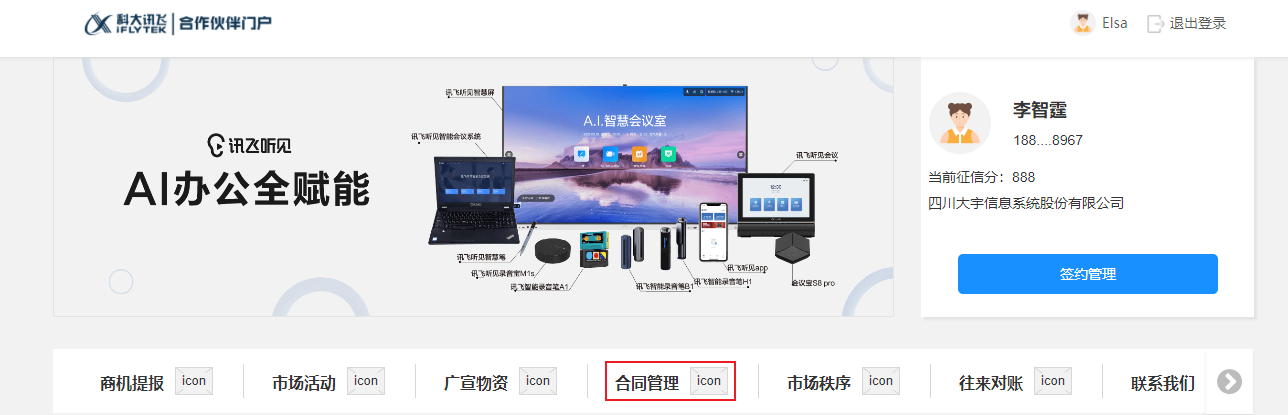 科大讯飞 iFLYTEK 合作伙伴门户
Elsa 退出登录
讯飞听见
AI办公全赋能
讯飞听见智慧屏
讯飞听见智能会议系统
A.I.智慧会议室
讯飞听见会议
讯飞听见智慧笔
讯飞听见录音宝M1s
讯飞智能录音笔A1
讯飞智能录音笔B1
讯飞智能录音笔H1
讯飞听见app
会议宝S8 pro
李智霆
188....8967
当前征信分：888
四川大宇信息系统股份有限公司
签约管理
商机提报 icon 市场活动 icon 广宣物资 icon 合同管理 icon 市场秩序 icon 往来对账 icon 联系我们